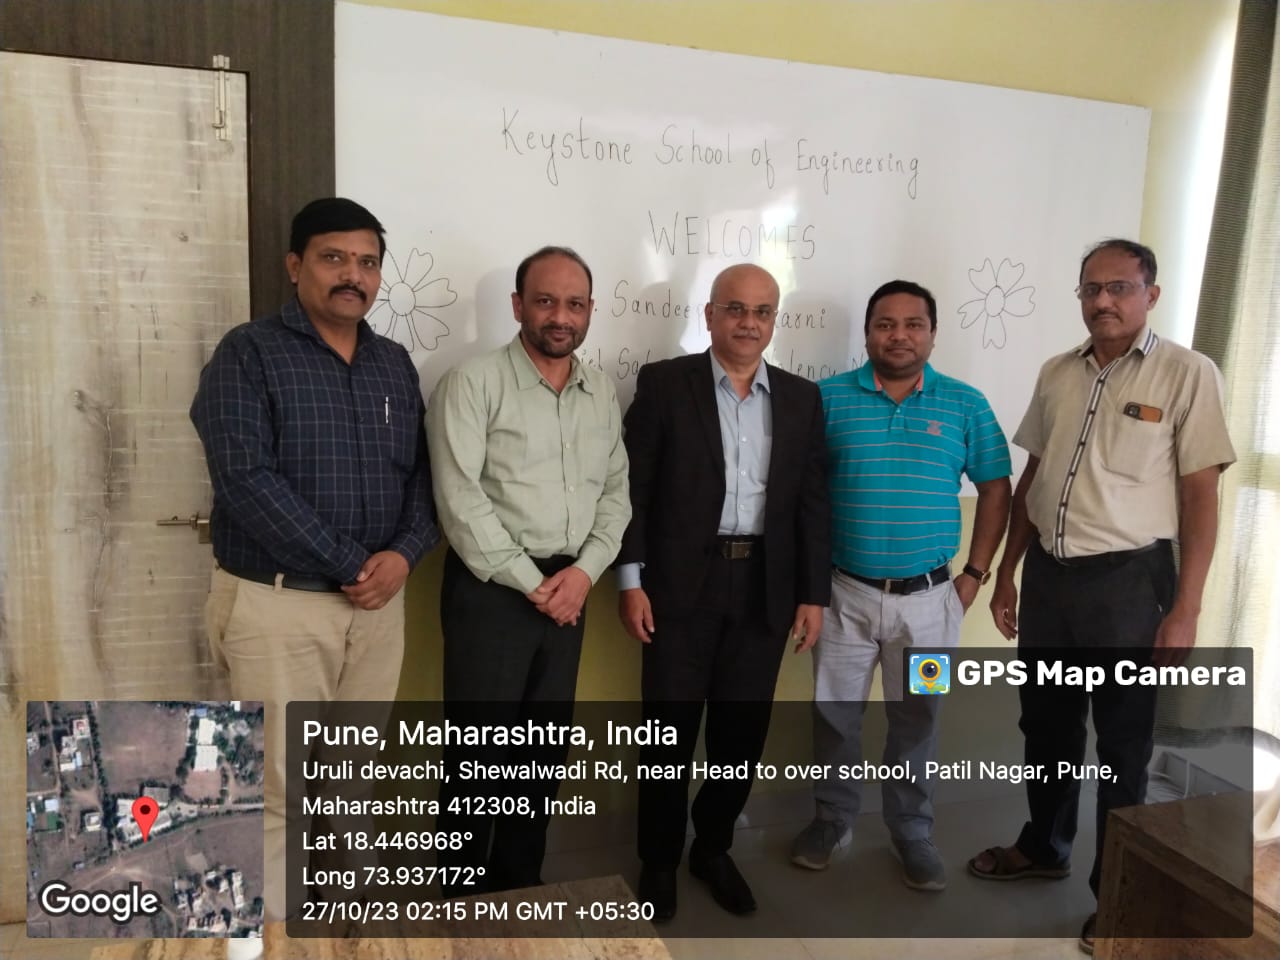 Keystone School of Engineering
WELCOMES
Sandeep
GPS Map Camera
Pune, Maharashtra, India
Uruli devachi, Shewalwadi Rd, near Head to over school, Patil Nagar, Pune,
Maharashtra 412308, India
Lat 18.446968°
Long 73.937172°
27/10/23 02:15 PM GMT +05:30
Google